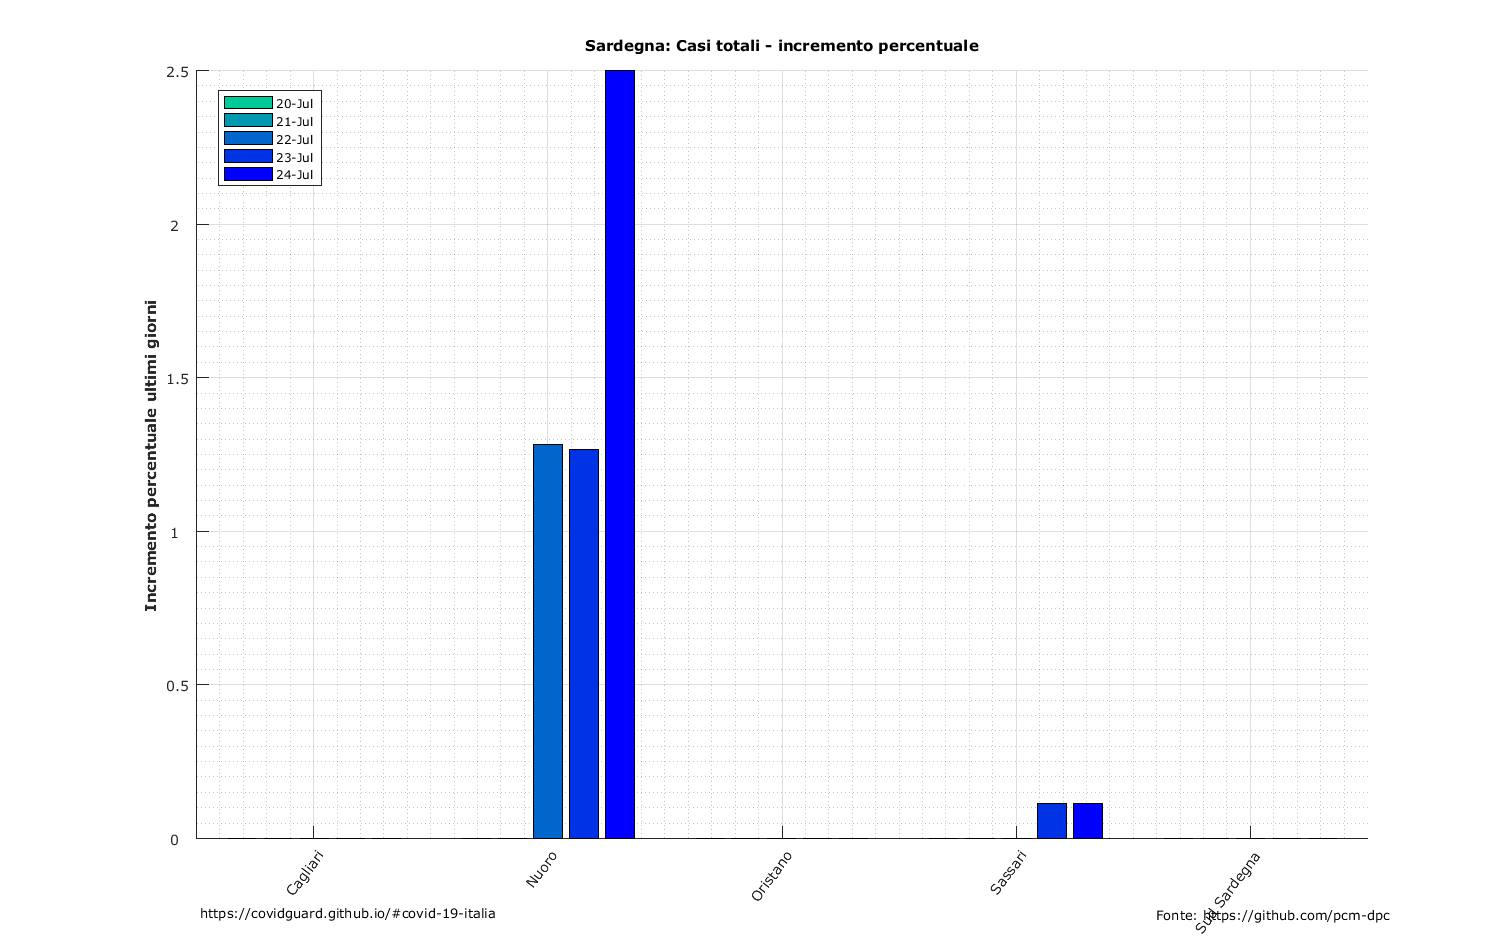 Sardegna: Casi totali - incremento percentuale
2.5
2
1.5
1
0.5
0
Incremento percentuale ultimi giorni
20-Jul
21-Jul
22-Jul
23-Jul
24-Jul
Cagliari
Nuoro
Oristano
Sassari
Sud Sardegna
https://covidguard.github.io/#covid-19-italia
Fonte: https://github.com/pcm-dpc